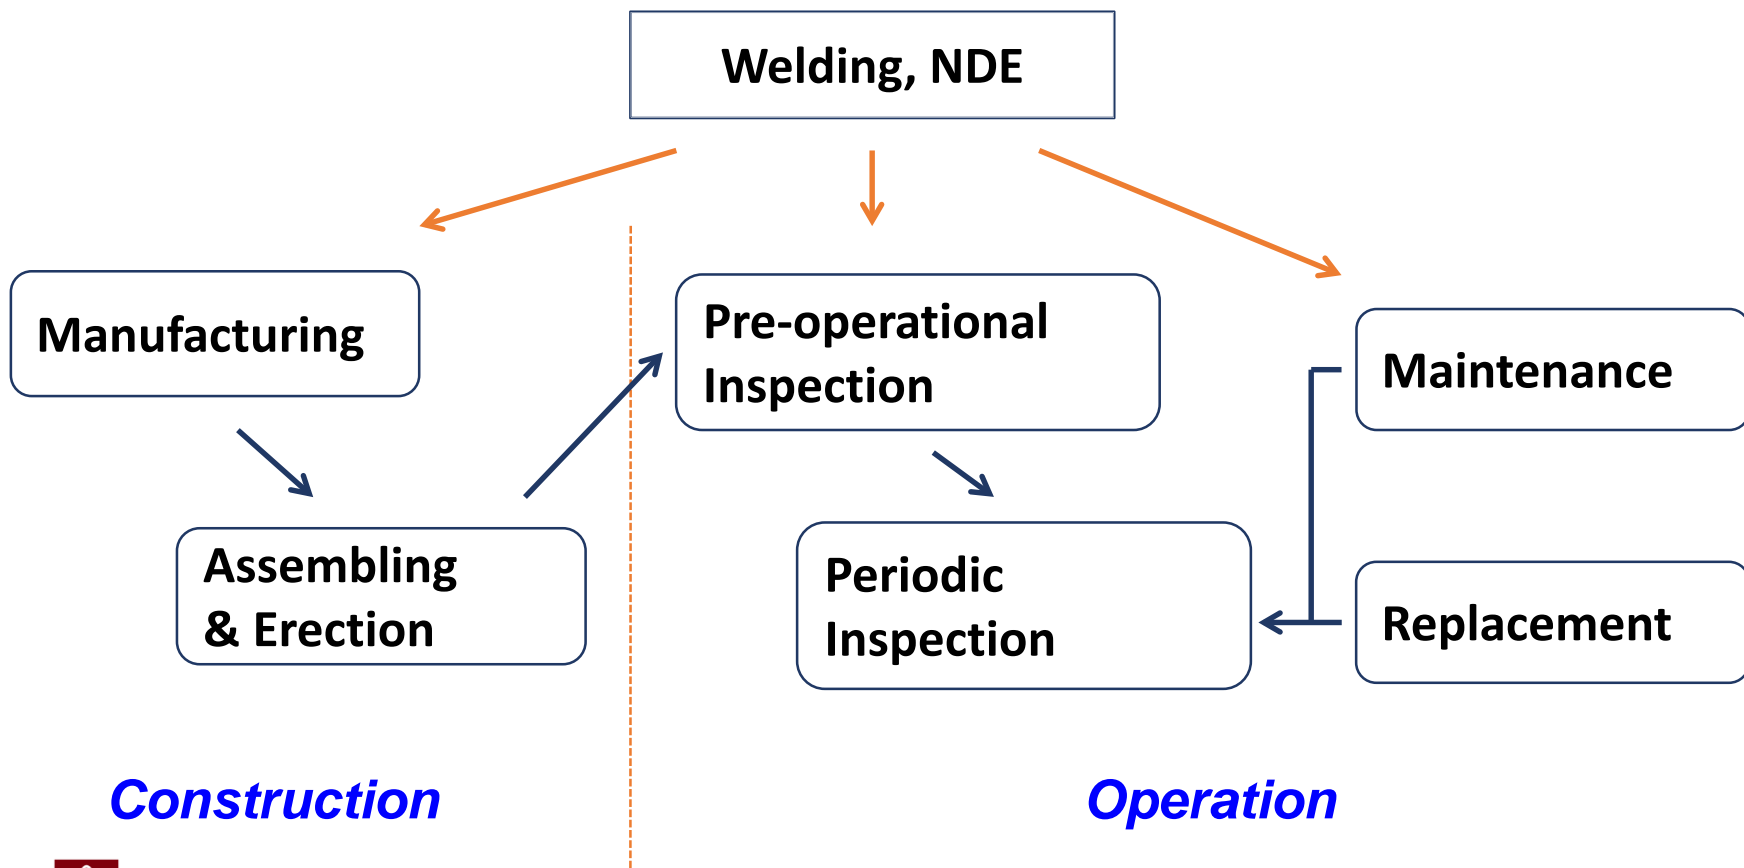 Welding, NDE
Manufacturing
Pre-operational
Inspection
Maintenance
Assembling
& Erection
Periodic
Inspection
Replacement
Construction
Operation